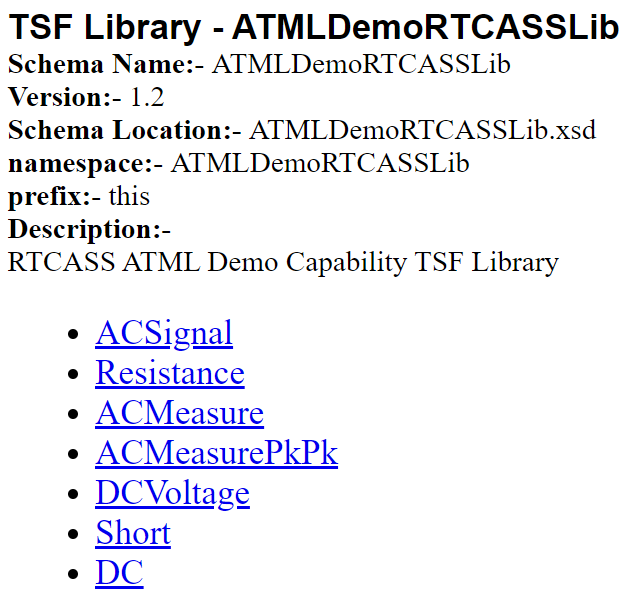 TSF Library - ATMLDemoRTCASSLib
Schema Name:- ATMLDemoRTCASSLib
Version:- 1.2
Schema Location:- ATMLDemoRTCASSLib.xsd
namespace:- ATMLDemoRTCASSLib
prefix:- this
Description:-
RTCASS ATML Demo Capability TSF Library
• ACSignal
• Resistance
• ACMeasure
• ACMeasurePkPk
• DCVoltage
• Short
• DC